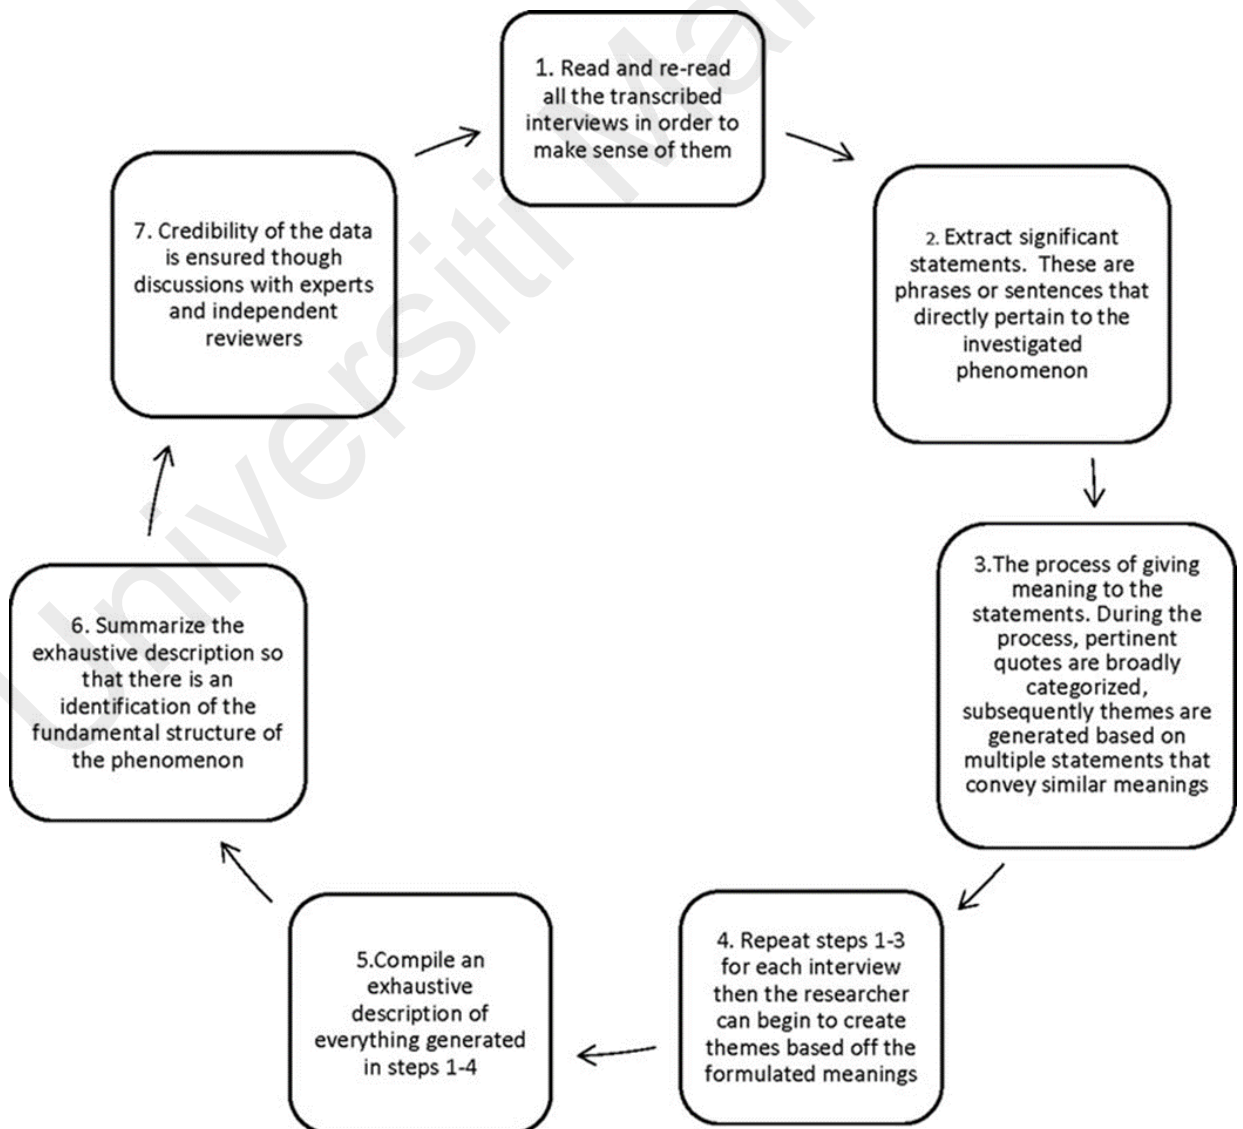 1. Read and re-read
all the transcribed
interviews in order to
make sense of them
2. Extract significant
statements. These are
phrases or sentences that
directly pertain to the
investigated
phenomenon
3.The process of giving
meaning to the
statements. During the
process, pertinent
quotes are broadly
categorized,
subsequently themes are
generated based on
multiple statements that
convey similar meanings
4. Repeat steps 1-3
for each interview
then the researcher
can begin to create
themes based off the
formulated meanings
5.Compile an
exhaustive
description of
everything generated
in steps 1-4
6. Summarize the
exhaustive description so
that there is an
identification of the
fundamental structure of
the phenomenon
7. Credibility of the data
is ensured though
discussions with experts
and independent
reviewers
Universiti